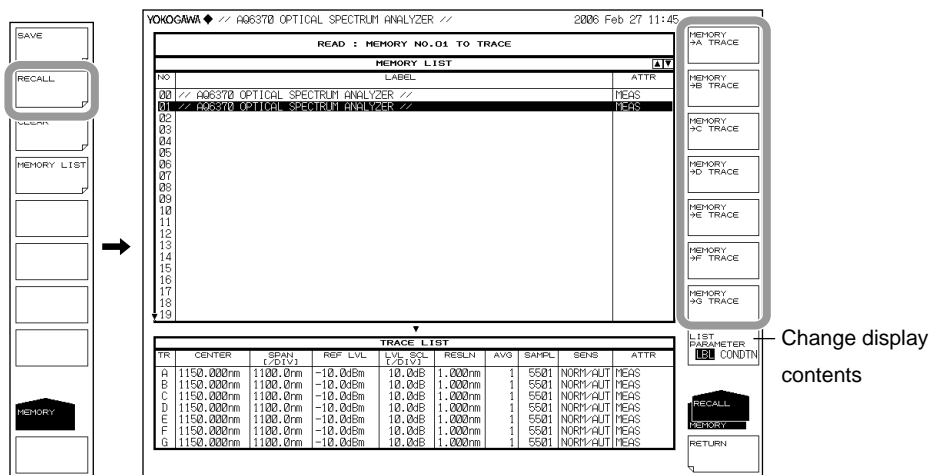 SAVE
RECALL
CLEAR
MEMORY LIST
MEMORY
YOKOGAWA ◆ // AQ6370 OPTICAL SPECTRUM ANALYZER //
2006 Feb 27 11:45
READ : MEMORY NO.01 TO TRACE
MEMORY LIST ▲▼
NO LABEL ATTR
00 // AQ6370 OPTICAL SPECTRUM ANALYZER // MEAS
01 // AQ6370 OPTICAL SPECTRUM ANALYZER // MEAS
02
03
04
05
06
07
08
09
10
11
12
13
14
15
16
17
18
19
TRACE LIST
TR CENTER SPAN [/DIV] REF LVL LVL SCL [/DIV] RESLN AVG SAMPL SENS ATTR
A 1150.000nm 1100.0nm -10.0dBm 10.0dB 1.000nm 1 5501 NORM/AUT MEAS
B 1150.000nm 1100.0nm -10.0dBm 10.0dB 1.000nm 1 5501 NORM/AUT MEAS
C 1150.000nm 1100.0nm -10.0dBm 10.0dB 1.000nm 1 5501 NORM/AUT MEAS
D 1150.000nm 1100.0nm -10.0dBm 10.0dB 1.000nm 1 5501 NORM/AUT MEAS
E 1150.000nm 1100.0nm -10.0dBm 10.0dB 1.000nm 1 5501 NORM/AUT MEAS
F 1150.000nm 1100.0nm -10.0dBm 10.0dB 1.000nm 1 5501 NORM/AUT MEAS
G 1150.000nm 1100.0nm -10.0dBm 10.0dB 1.000nm 1 5501 NORM/AUT MEAS
MEMORY
→A TRACE
MEMORY
→B TRACE
MEMORY
→C TRACE
MEMORY
→D TRACE
MEMORY
→E TRACE
MEMORY
→F TRACE
MEMORY
→G TRACE
LIST
PARAMETER
LBL CONDTN
RECALL
MEMORY
RETURN
Change display
contents